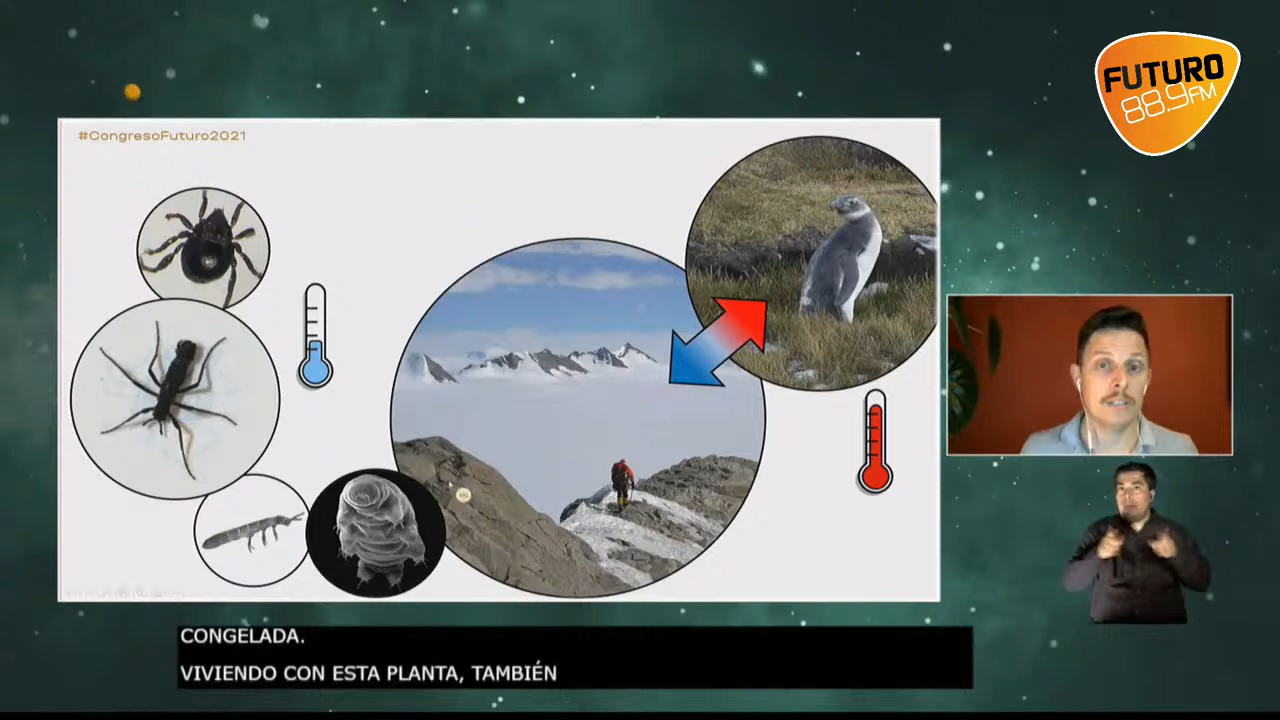 FUTURO
88.9FM
#CongresoFuturo2021
CONGELADA.
VIVIENDO CON ESTA PLANTA, TAMBIÉN